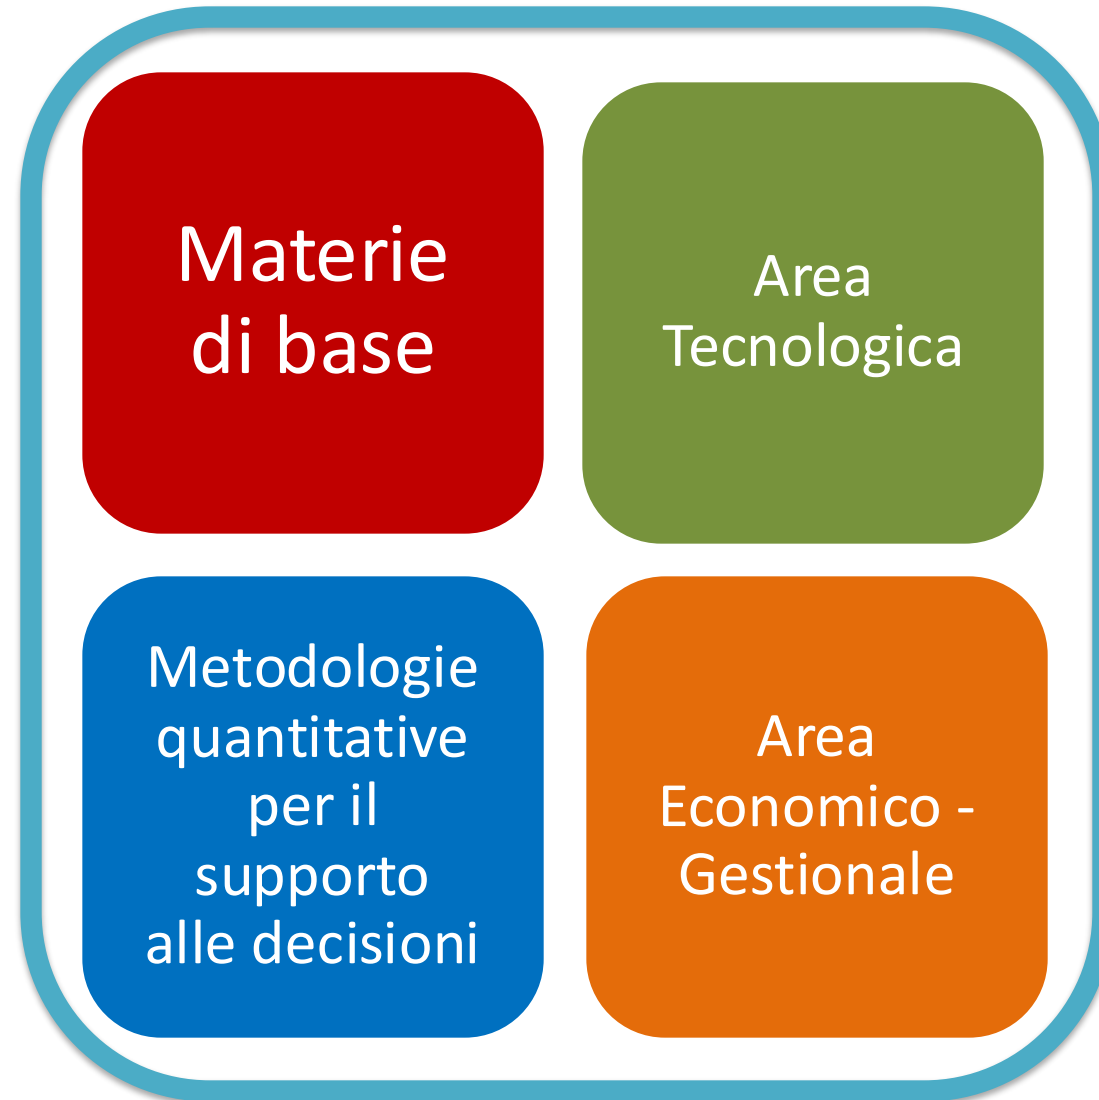 Materie
di base
Area
Tecnologica
Metodologie
quantitative
per il
supporto
alle decisioni
Area
Economico -
Gestionale